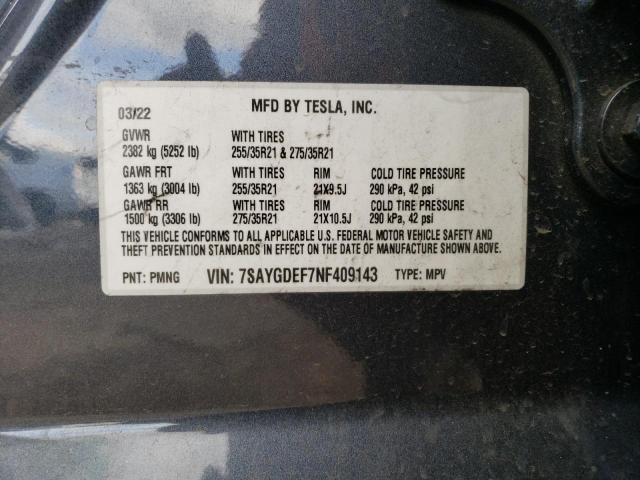 03/22 MFD BY TESLA, INC.
GVWR WITH TIRES
2382 kg (5252 lb) 255/35R21 & 275/35R21
GAWR FRT WITH TIRES RIM COLD TIRE PRESSURE
1363 kg (3004 lb) 255/35R21 21X9.5J 290 kPa, 42 psi
GAWR RR WITH TIRES RIM COLD TIRE PRESSURE
1500 kg (3306 lb) 275/35R21 21X10.5J 290 kPa, 42 psi
THIS VEHICLE CONFORMS TO ALL APPLICABLE U.S. FEDERAL MOTOR VEHICLE SAFETY AND
THEFT PREVENTION STANDARDS IN EFFECT ON THE DATE OF MANUFACTURE SHOWN ABOVE.
PNT: PMNG VIN: 7SAYGDEF7NF409143 TYPE: MPV